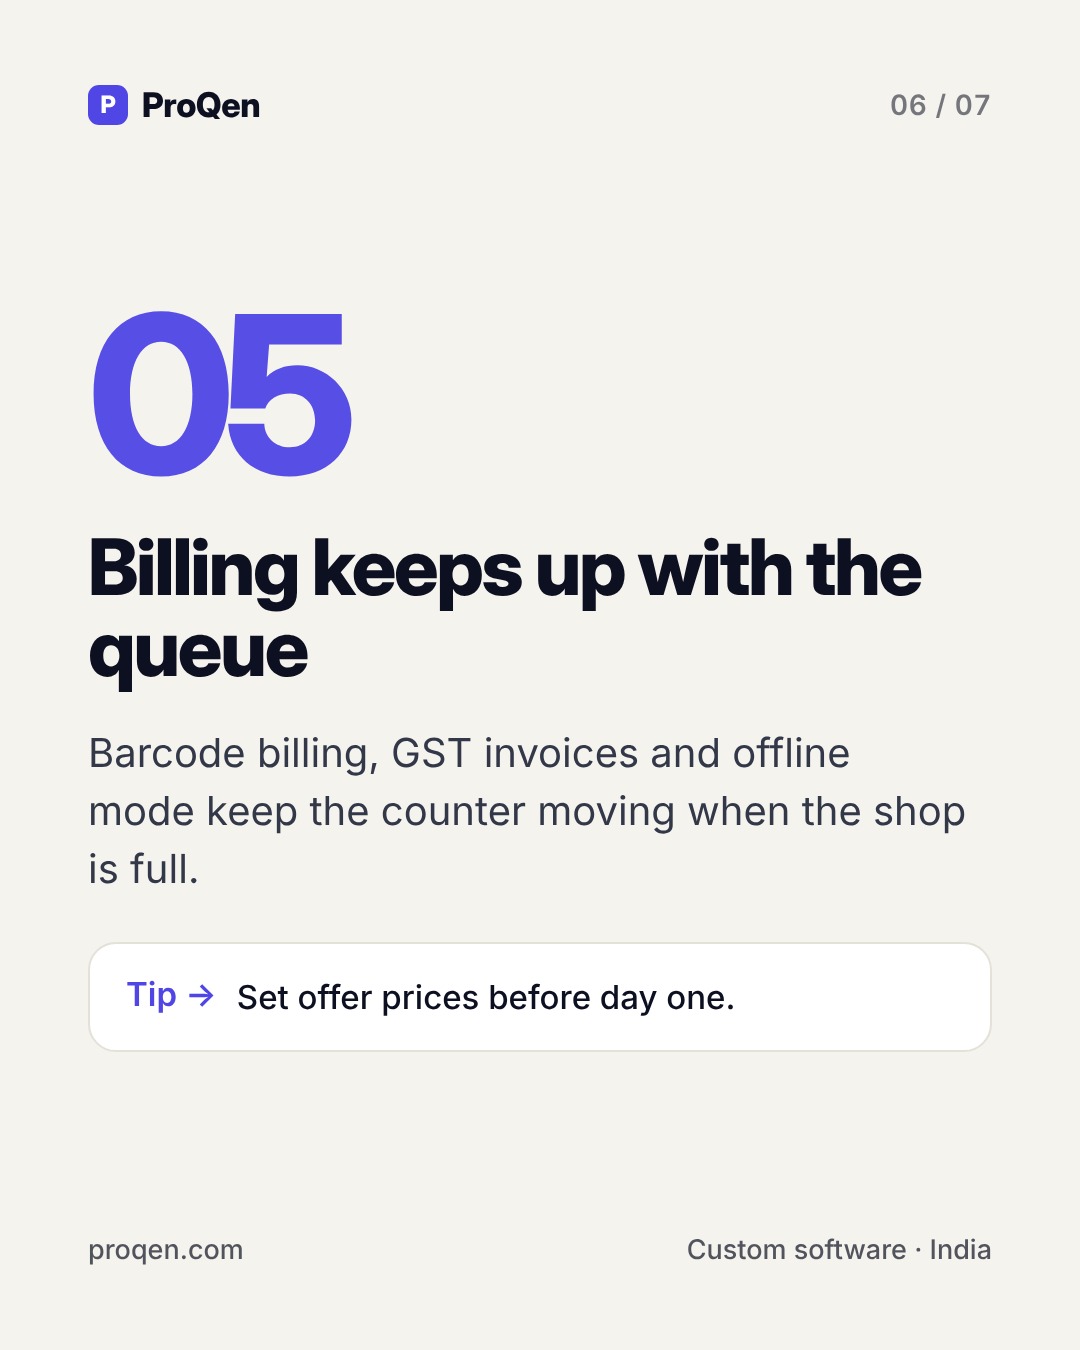 P ProQen
06 / 07
05
Billing keeps up with the
queue
Barcode billing, GST invoices and offline
mode keep the counter moving when the shop
is full.
Tip → Set offer prices before day one.
proqen.com
Custom software · India